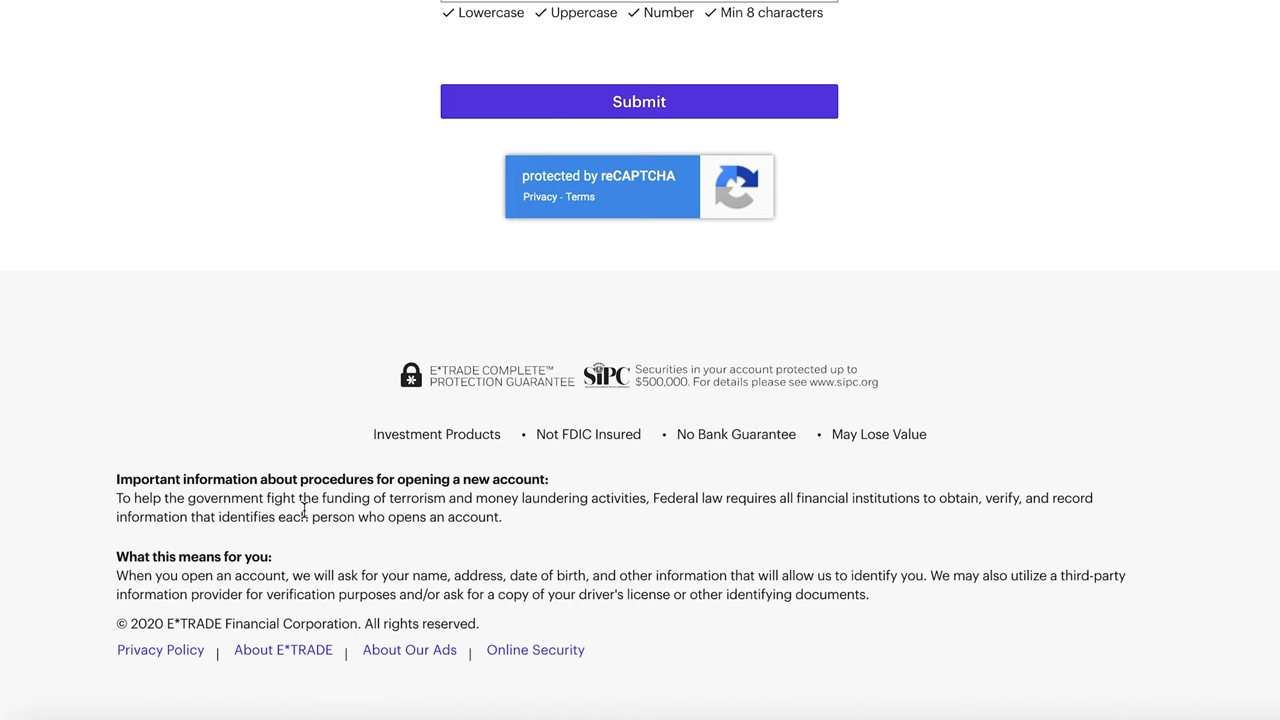 ✓ Lowercase ✓ Uppercase ✓ Number ✓ Min 8 characters
Submit
protected by reCAPTCHA
Privacy - Terms
E*TRADE COMPLETE™
PROTECTION GUARANTEE
SiPC
Securities in your account protected up to
$500,000. For details please see www.sipc.org
Investment Products • Not FDIC Insured • No Bank Guarantee • May Lose Value
Important information about procedures for opening a new account:
To help the government fight the funding of terrorism and money laundering activities, Federal law requires all financial institutions to obtain, verify, and record
information that identifies each person who opens an account.
What this means for you:
When you open an account, we will ask for your name, address, date of birth, and other information that will allow us to identify you. We may also utilize a third-party
information provider for verification purposes and/or ask for a copy of your driver's license or other identifying documents.
© 2020 E*TRADE Financial Corporation. All rights reserved.
Privacy Policy | About E*TRADE | About Our Ads | Online Security